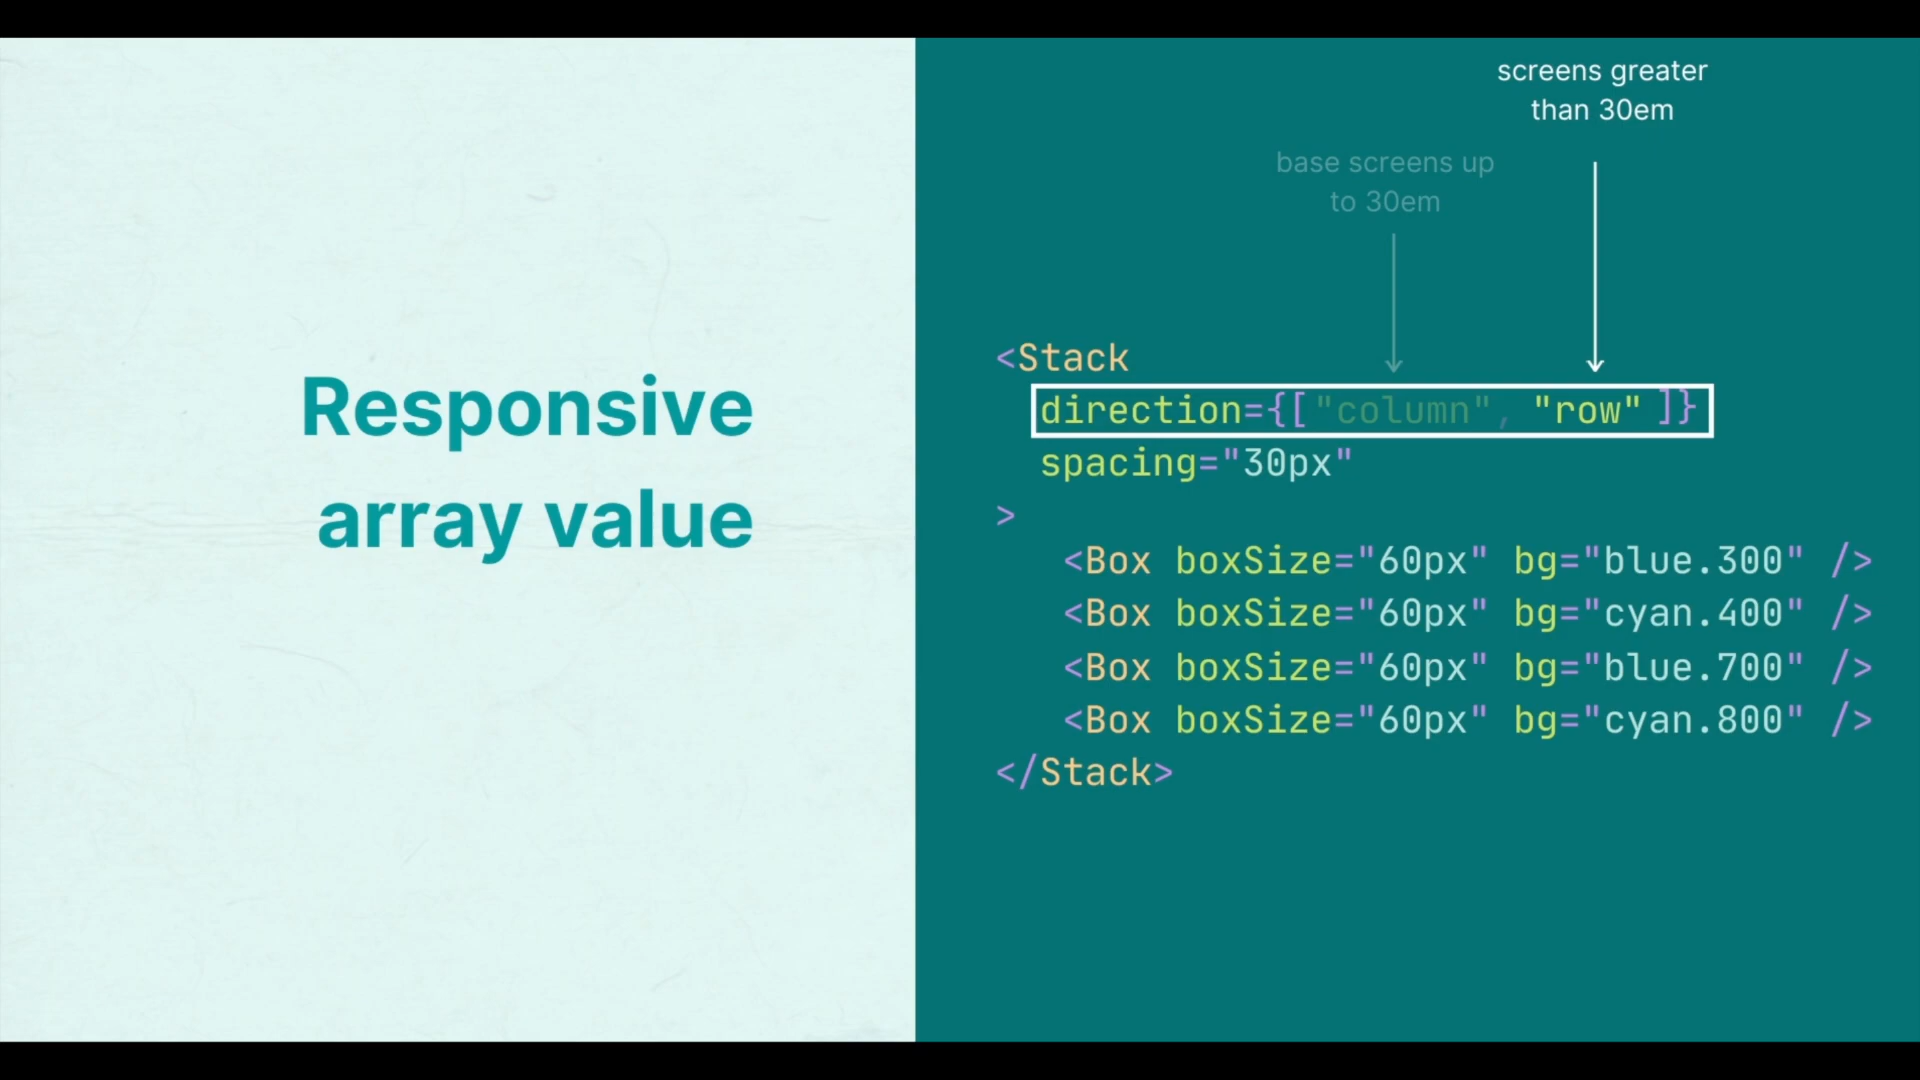 Responsive
array value
screens greater
than 30em
base screens up
to 30em
<Stack
direction={["column", "row" ]}
spacing="30px"
>
<Box boxSize="60px" bg="blue.300" />
<Box boxSize="60px" bg="cyan.400" />
<Box boxSize="60px" bg="blue.700" />
<Box boxSize="60px" bg="cyan.800" />
</Stack>